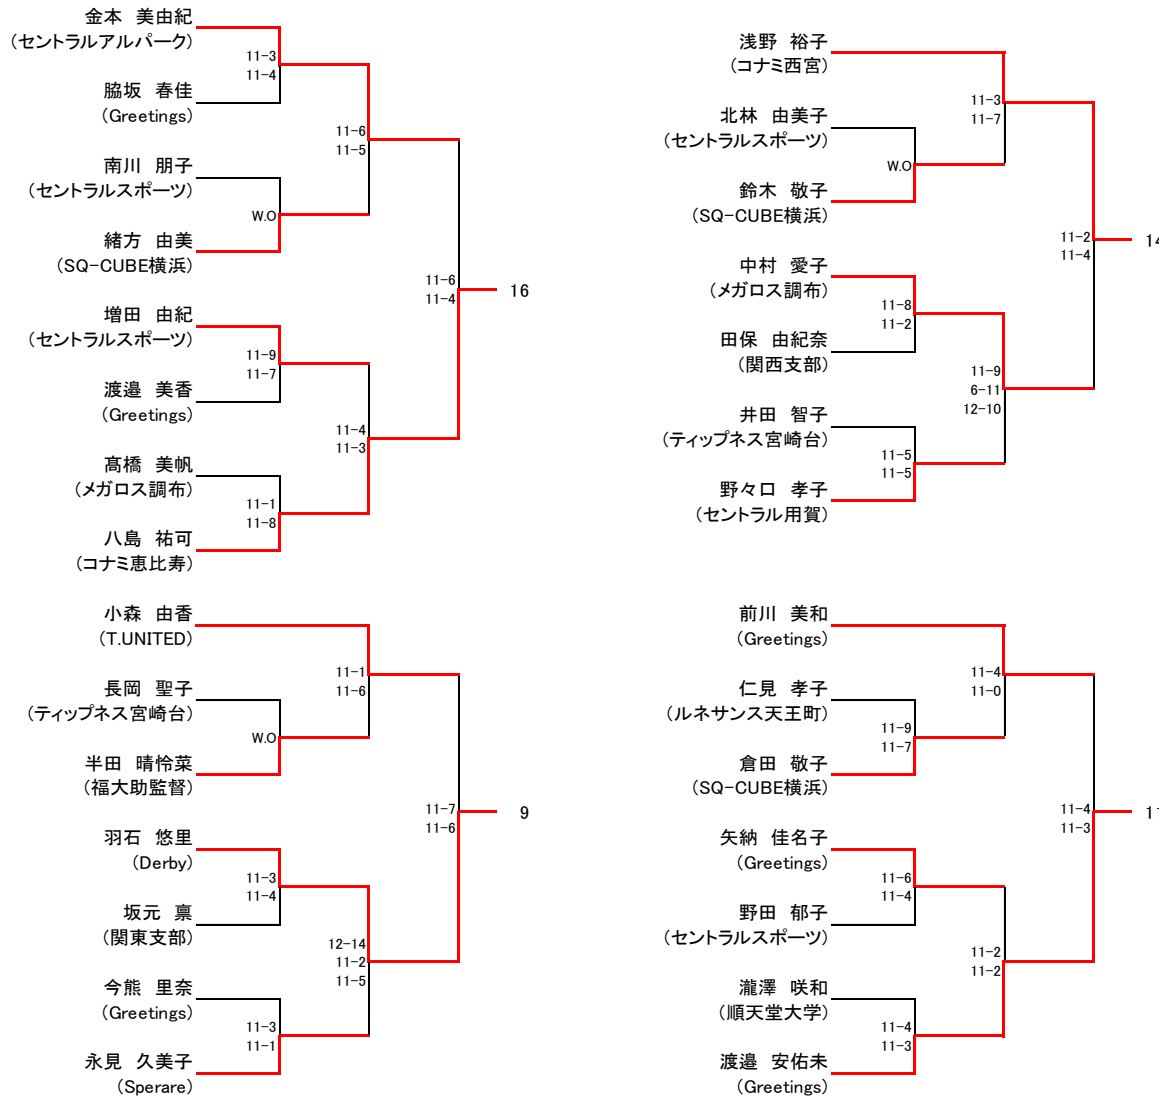 金本 美由紀
(セントラルアルパーク)
11-3
11-4
脇坂 春佳
(Greetings)
11-6
11-5
南川 朋子
(セントラルスポーツ)
W.O
緒方 由美
(SQ-CUBE横浜)
11-6
11-4
16
増田 由紀
(セントラルスポーツ)
11-9
11-7
渡邉 美香
(Greetings)
11-4
11-3
髙橋 美帆
(メガロス調布)
11-1
11-8
八島 祐可
(コナミ恵比寿)
浅野 裕子
(コナミ西宮)
11-3
11-7
北林 由美子
(セントラルスポーツ)
W.O
鈴木 敬子
(SQ-CUBE横浜)
11-2
11-4
14
中村 愛子
(メガロス調布)
11-8
11-2
田保 由紀奈
(関西支部)
11-9
6-11
12-10
井田 智子
(ティップネス宮崎台)
11-5
11-5
野々口 孝子
(セントラル用賀)
小森 由香
(T.UNITED)
11-1
11-6
長岡 聖子
(ティップネス宮崎台)
W.O
半田 晴怜菜
(福大助監督)
11-7
11-6
9
羽石 悠里
(Derby)
11-3
11-4
坂元 凛
(関東支部)
12-14
11-2
11-5
今熊 里奈
(Greetings)
11-3
11-1
永見 久美子
(Sperare)
前川 美和
(Greetings)
11-4
11-0
仁見 孝子
(ルネサンス天王町)
11-9
11-7
倉田 敬子
(SQ-CUBE横浜)
11-4
11-3
矢納 佳名子
(Greetings)
11-6
11-4
野田 郁子
(セントラルスポーツ)
11-2
11-2
瀧澤 咲和
(順天堂大学)
11-4
11-3
渡邉 安佑未
(Greetings)